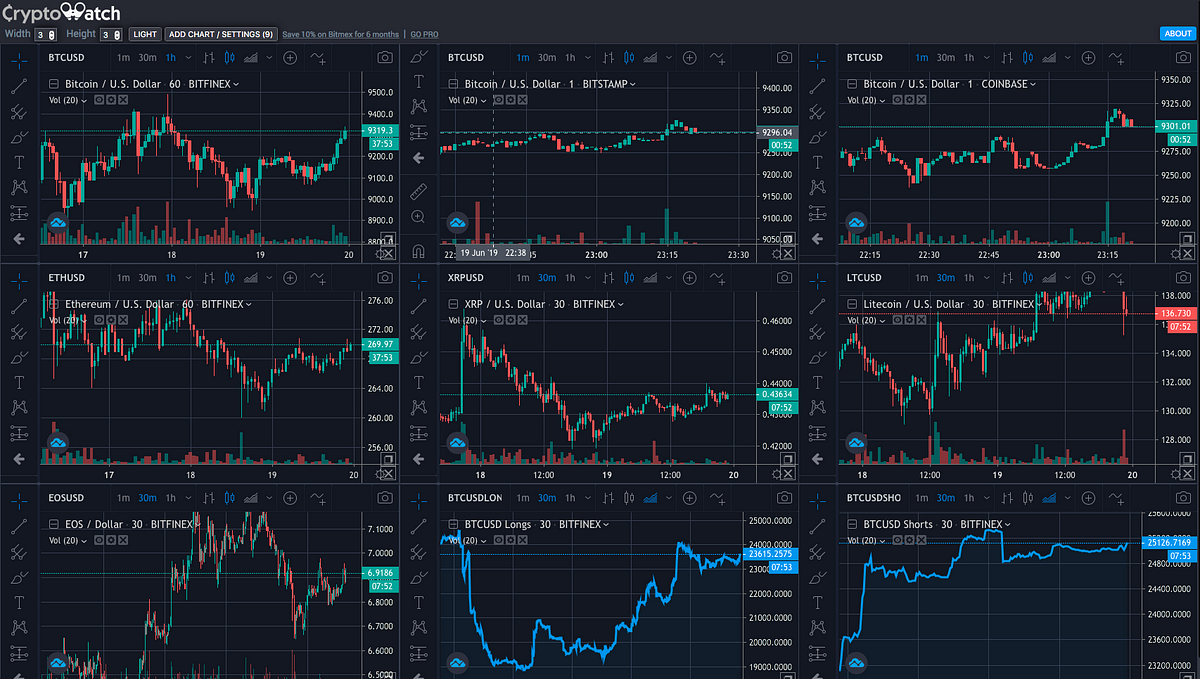 CryptoWatch
Width 3 Height 3 LIGHT ADD CHART / SETTINGS (9) Save 10% on Bitmex for 6 months | GO PRO
ABOUT
BTCUSD 1m 30m 1h
Bitcoin / U.S. Dollar · 60 · BITFINEX
Vol (20)
9500.0
9319.3
37:53
9200.0
9100.0
9000.0
8900.0
8800.0
17 18 19 20
BTCUSD 1m 30m 1h
Bitcoin / U.S. Dollar · 1 · BITSTAMP
Vol (20)
9400.00
9350.00
9296.04
00:52
9250.00
9200.00
9150.00
9100.00
9050.00
22: 19 Jun '19 22:38 23:00 23:15 23:30
BTCUSD 1m 30m 1h
Bitcoin / U.S. Dollar · 1 · COINBASE
Vol (20)
9350.00
9325.00
9301.01
00:52
9275.00
9250.00
9225.00
9200.00
22:15 22:30 22:45 23:00 23:15
ETHUSD 1m 30m 1h
Ethereum / U.S. Dollar · 60 · BITFINEX
Vol (20)
276.00
272.00
269.97
37:53
264.00
260.00
256.00
17 18 19 20
XRPUSD 1m 30m 1h
XRP / U.S. Dollar · 30 · BITFINEX
Vol (20)
0.46000
0.45000
0.44000
0.43634
07:52
0.43000
0.42000
18 12:00 19 12:00 20
LTCUSD 1m 30m 1h
Litecoin / U.S. Dollar · 30 · BITFINEX
Vol (20)
138.000
136.730
07:52
134.000
132.000
130.000
128.000
18 12:00 19 12:00 20
EOSUSD 1m 30m 1h
EOS / Dollar · 30 · BITFINEX
Vol (20)
7.1000
7.0000
6.9186
07:52
6.8000
6.7000
6.6000
6.5000
BTCUSDLON 1m 30m 1h
BTCUSD Longs · 30 · BITFINEX
Vol (20)
25000.0000
24000.0000
23615.2575
07:53
23000.0000
22000.0000
21000.0000
20000.0000
19000.0000
BTCUSDSHO 1m 30m 1h
BTCUSD Shorts · 30 · BITFINEX
Vol (20)
25600.0000
25126.7169
07:53
24800.0000
24400.0000
24000.0000
23600.0000
23200.0000